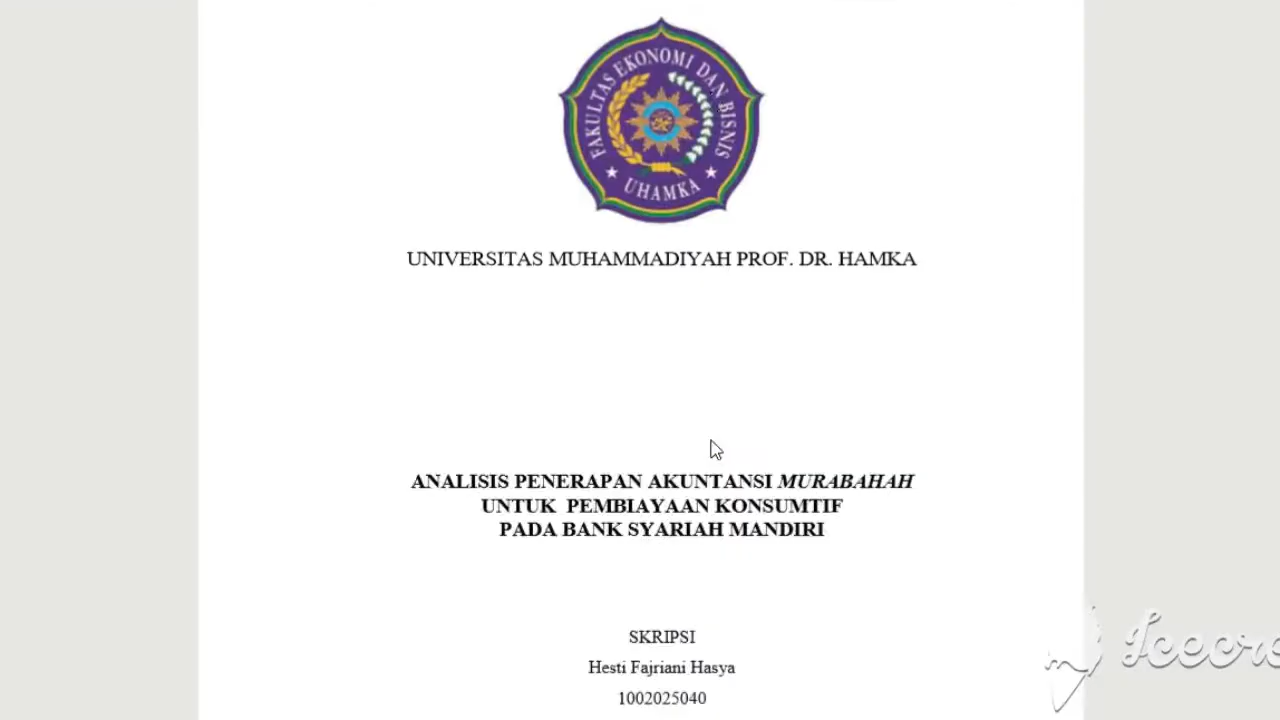 FAKULTAS EKONOMI DAN BISNIS
UHAMKA
UNIVERSITAS MUHAMMADIYAH PROF. DR. HAMKA
ANALISIS PENERAPAN AKUNTANSI MURABAHAH
UNTUK PEMBIAYAAN KONSUMTIF
PADA BANK SYARIAH MANDIRI
SKRIPSI
Hesti Fajriani Hasya
1002025040